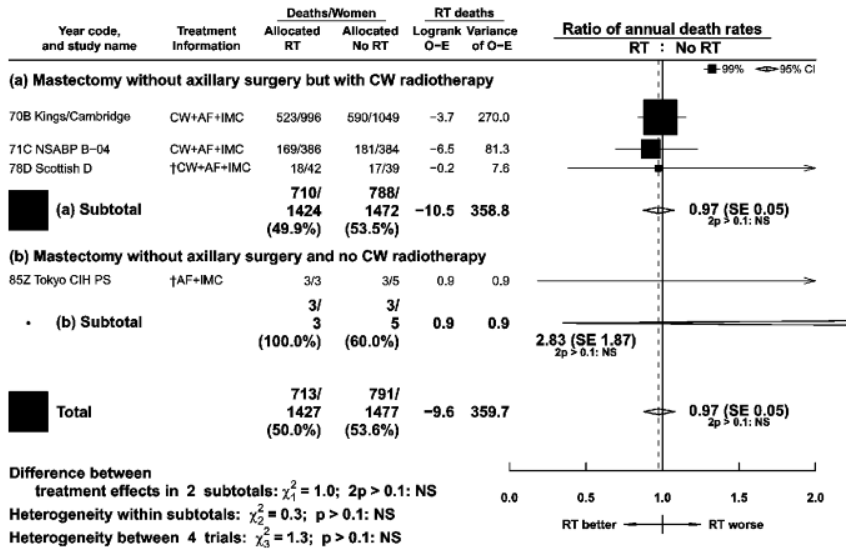 Deaths/Women RT deaths
Year code, Treatment Allocated Allocated Logrank Variance Ratio of annual death rates
and study name Information RT No RT O–E of O–E RT : No RT
99% 95% CI
(a) Mastectomy without axillary surgery but with CW radiotherapy
70B Kings/Cambridge CW+AF+IMC 523/996 590/1049 −3.7 270.0
71C NSABP B−04 CW+AF+IMC 169/386 181/384 −6.5 81.3
78D Scottish D †CW+AF+IMC 18/42 17/39 −0.2 7.6
710/ 788/
(a) Subtotal 1424 1472 −10.5 358.8 0.97 (SE 0.05)
(49.9%) (53.5%) 2p > 0.1: NS
(b) Mastectomy without axillary surgery and no CW radiotherapy
85Z Tokyo CIH PS †AF+IMC 3/3 3/5 0.9 0.9
3/ 3/
(b) Subtotal 3 5 0.9 0.9
(100.0%) (60.0%) 2.83 (SE 1.87)
2p > 0.1: NS
713/ 791/
Total 1427 1477 −9.6 359.7 0.97 (SE 0.05)
(50.0%) (53.6%) 2p > 0.1: NS
Difference between
treatment effects in 2 subtotals: χ²₁ = 1.0; 2p > 0.1: NS
Heterogeneity within subtotals: χ²₂ = 0.3; p > 0.1: NS
Heterogeneity between 4 trials: χ²₃ = 1.3; p > 0.1: NS
0.0 0.5 1.0 1.5 2.0
RT better RT worse